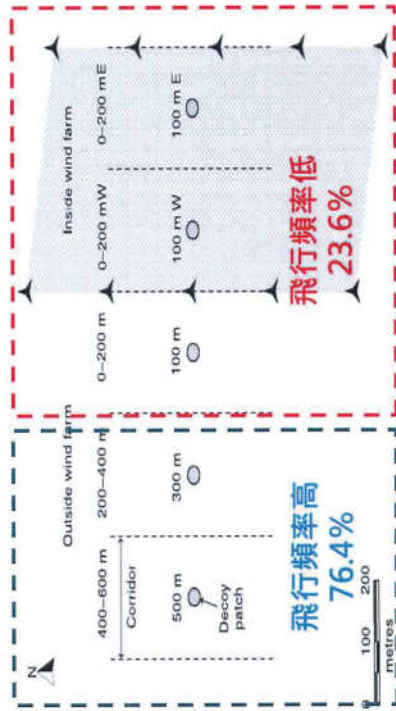 N
Outside wind farm
Inside wind farm
400–600 m
200–400 m
0–200 m
0–200 mW
0–200 mE
Corridor
500 m
300 m
100 m
100 m W
100 m E
Decoy
patch
飛行頻率高
76.4%
飛行頻率低
23.6%
0 100 200
metres